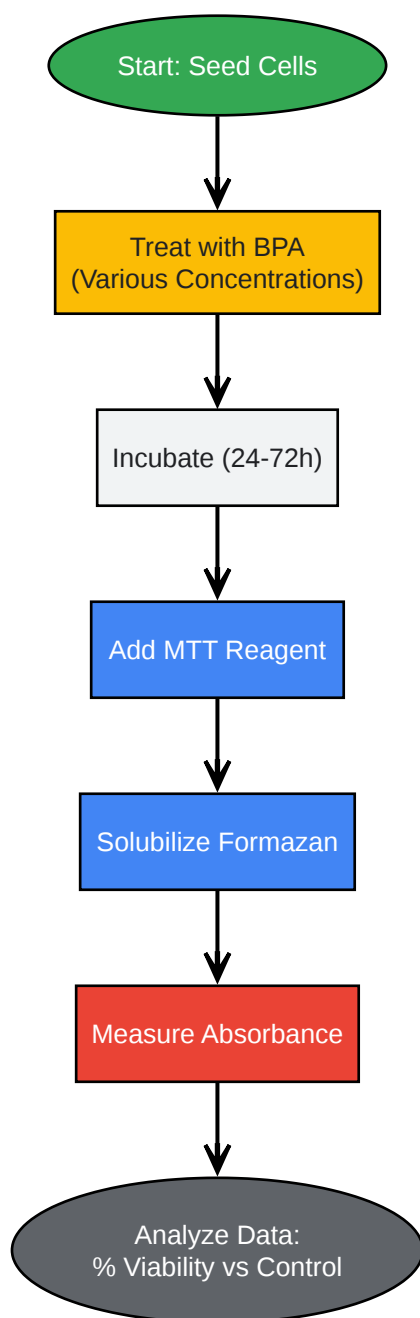 Start: Seed Cells
Treat with BPA
(Various Concentrations)
Incubate (24-72h)
Add MTT Reagent
Solubilize Formazan
Measure Absorbance
Analyze Data:
% Viability vs Control